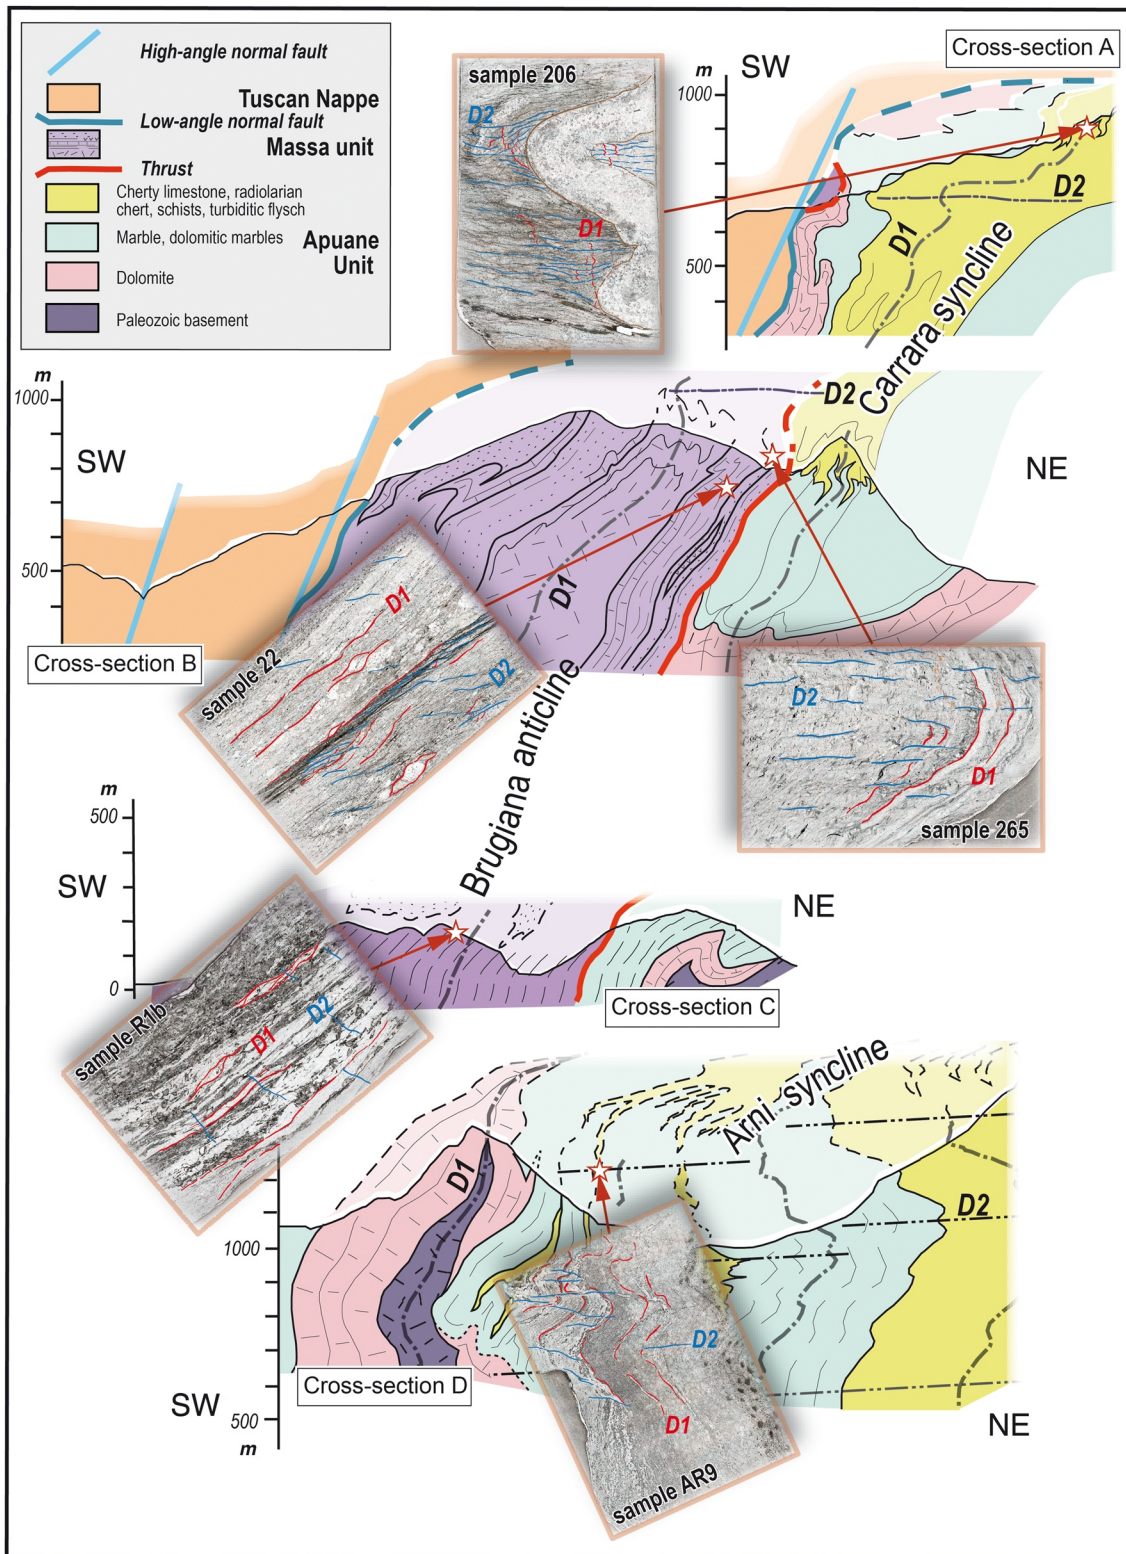 High-angle normal fault
Tuscan Nappe
Low-angle normal fault
Massa unit
Thrust
Cherty limestone, radiolarian
chert, schists, turbiditic flysch
Marble, dolomitic marbles
Apuane
Unit
Dolomite
Paleozoic basement
sample 206
D2
D1
Cross-section A
m
SW
1000
500
D2
D1
Carrara syncline
m
1000
500
SW
D2
NE
D1
Cross-section B
sample 22
D1
D2
Brugiana anticline
D2
D1
sample 265
m
500
0
SW
NE
Cross-section C
sample R1b
D1
D2
Arni syncline
D1
D2
1000
500
m
Cross-section D
SW
NE
D2
D1
sample AR9